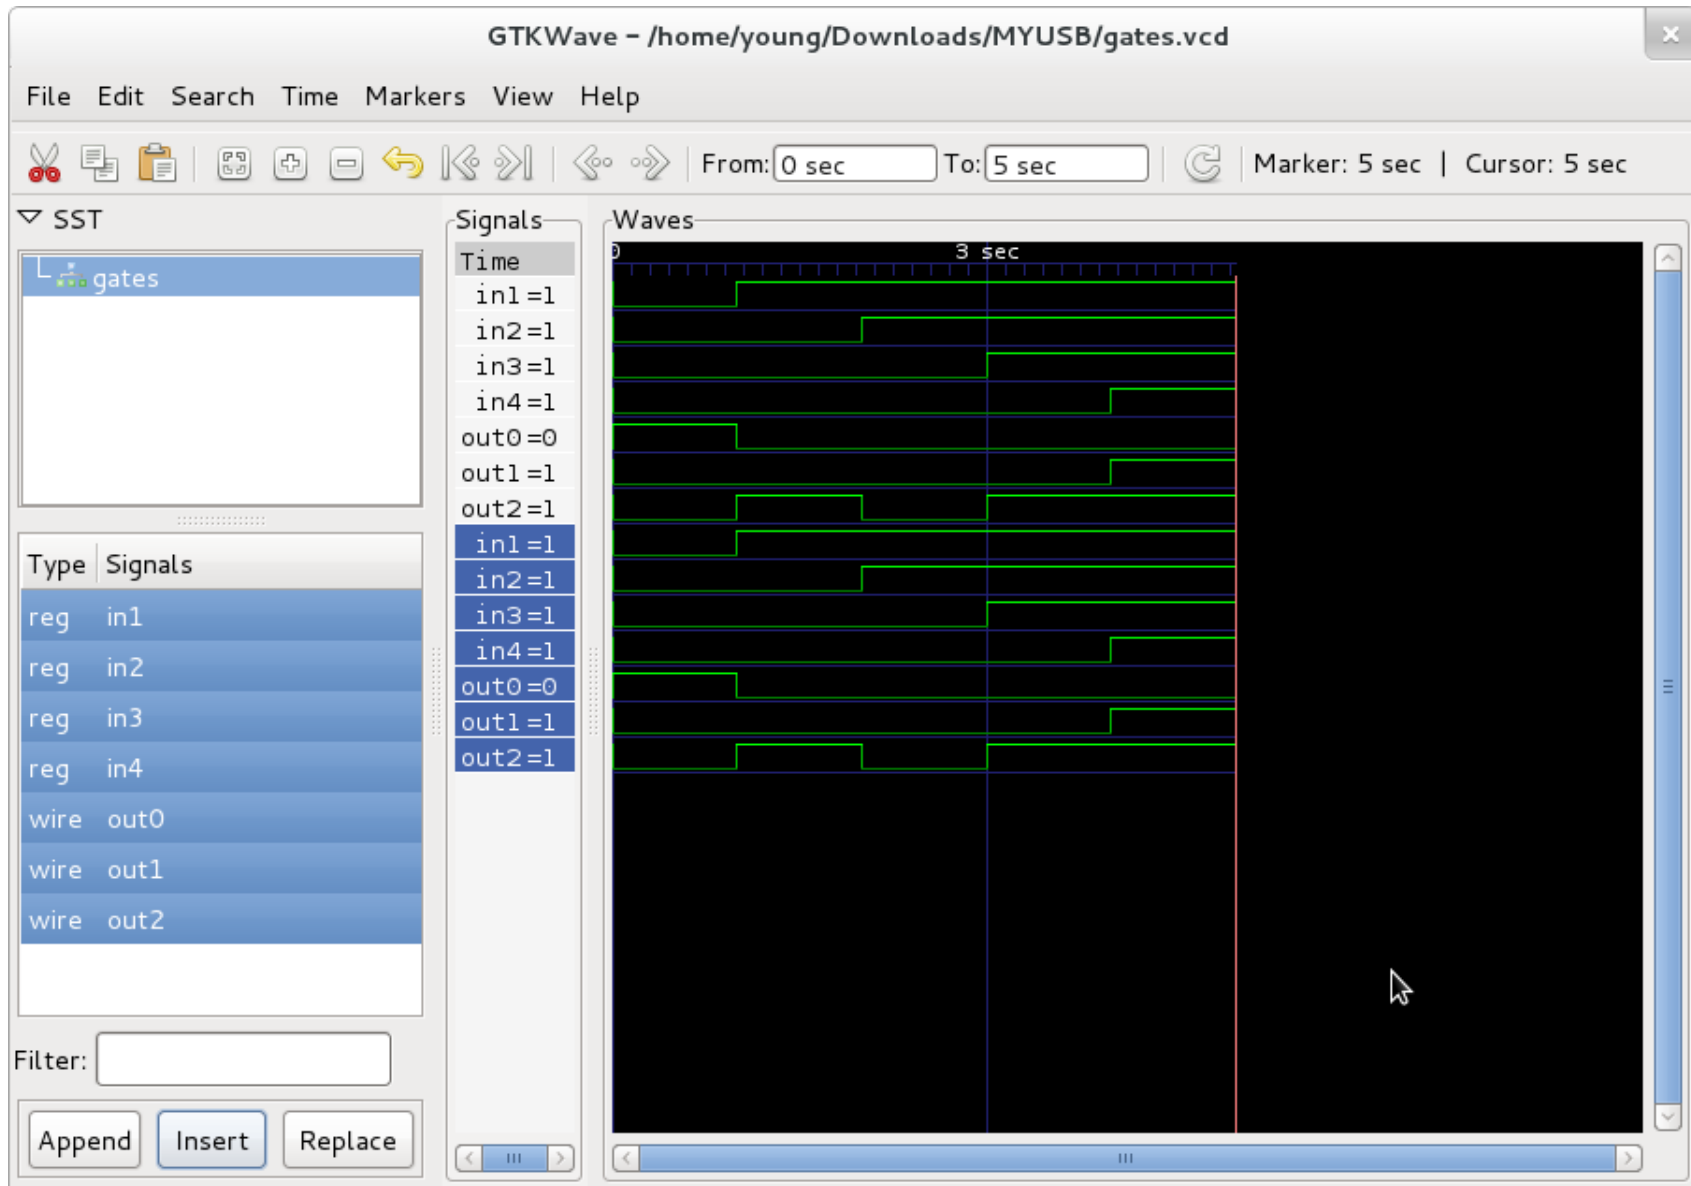 GTKWave – /home/young/Downloads/MYUSB/gates.vcd
File Edit Search Time Markers View Help
From: 0 sec To: 5 sec Marker: 5 sec | Cursor: 5 sec
SST
gates
Type Signals
reg in1
reg in2
reg in3
reg in4
wire out0
wire out1
wire out2
Filter:
Append Insert Replace
Signals
Time
in1=1
in2=1
in3=1
in4=1
out0=0
out1=1
out2=1
in1=1
in2=1
in3=1
in4=1
out0=0
out1=1
out2=1
Waves
0 3 sec